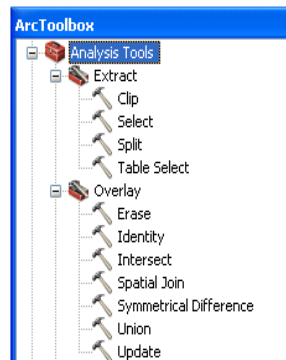 ArcToolbox
Analysis Tools
Extract
Clip
Select
Split
Table Select
Overlay
Erase
Identity
Intersect
Spatial Join
Symmetrical Difference
Union
Update